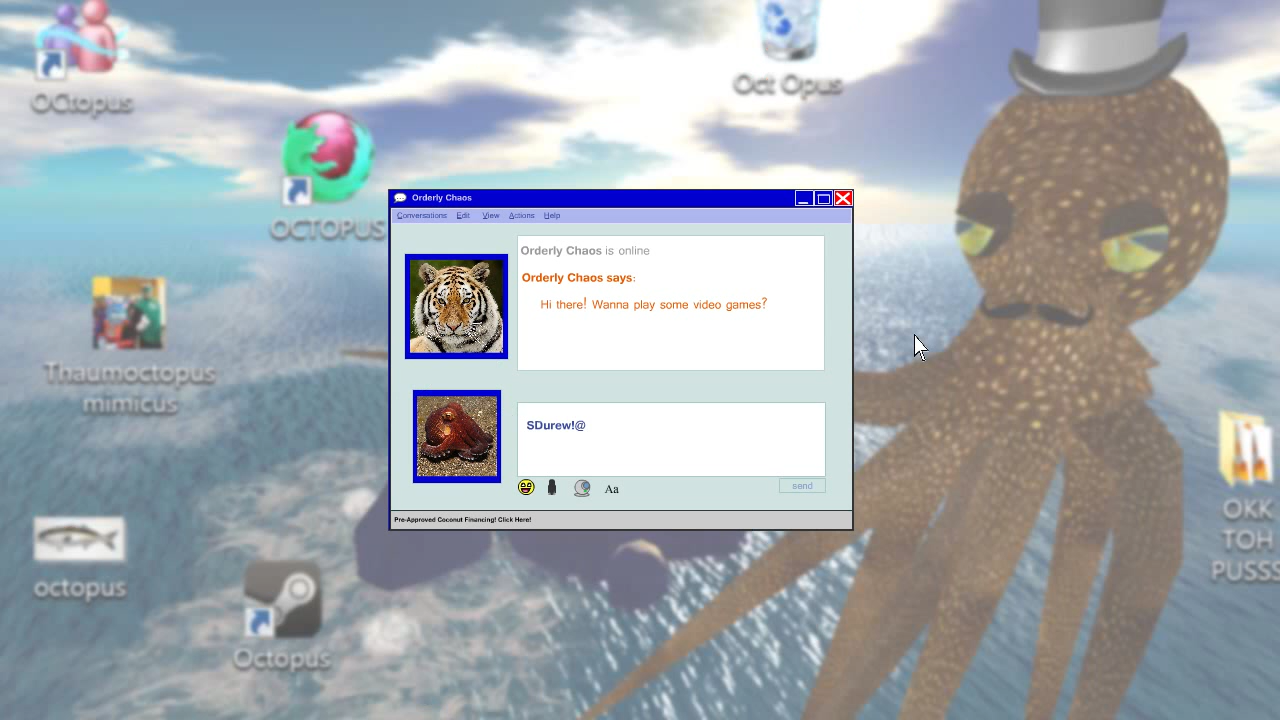 OCtopus
Oct Opus
OCTOPUS
Orderly Chaos
Conversations Edit View Actions Help
Orderly Chaos is online
Orderly Chaos says:
Hi there! Wanna play some video games?
Thaumoctopus
mimicus
SDurew!@
Aa
send
Pre-Approved Coconut Financing! Click Here!
OKK
TOH
PUSSS
octopus
Octopus